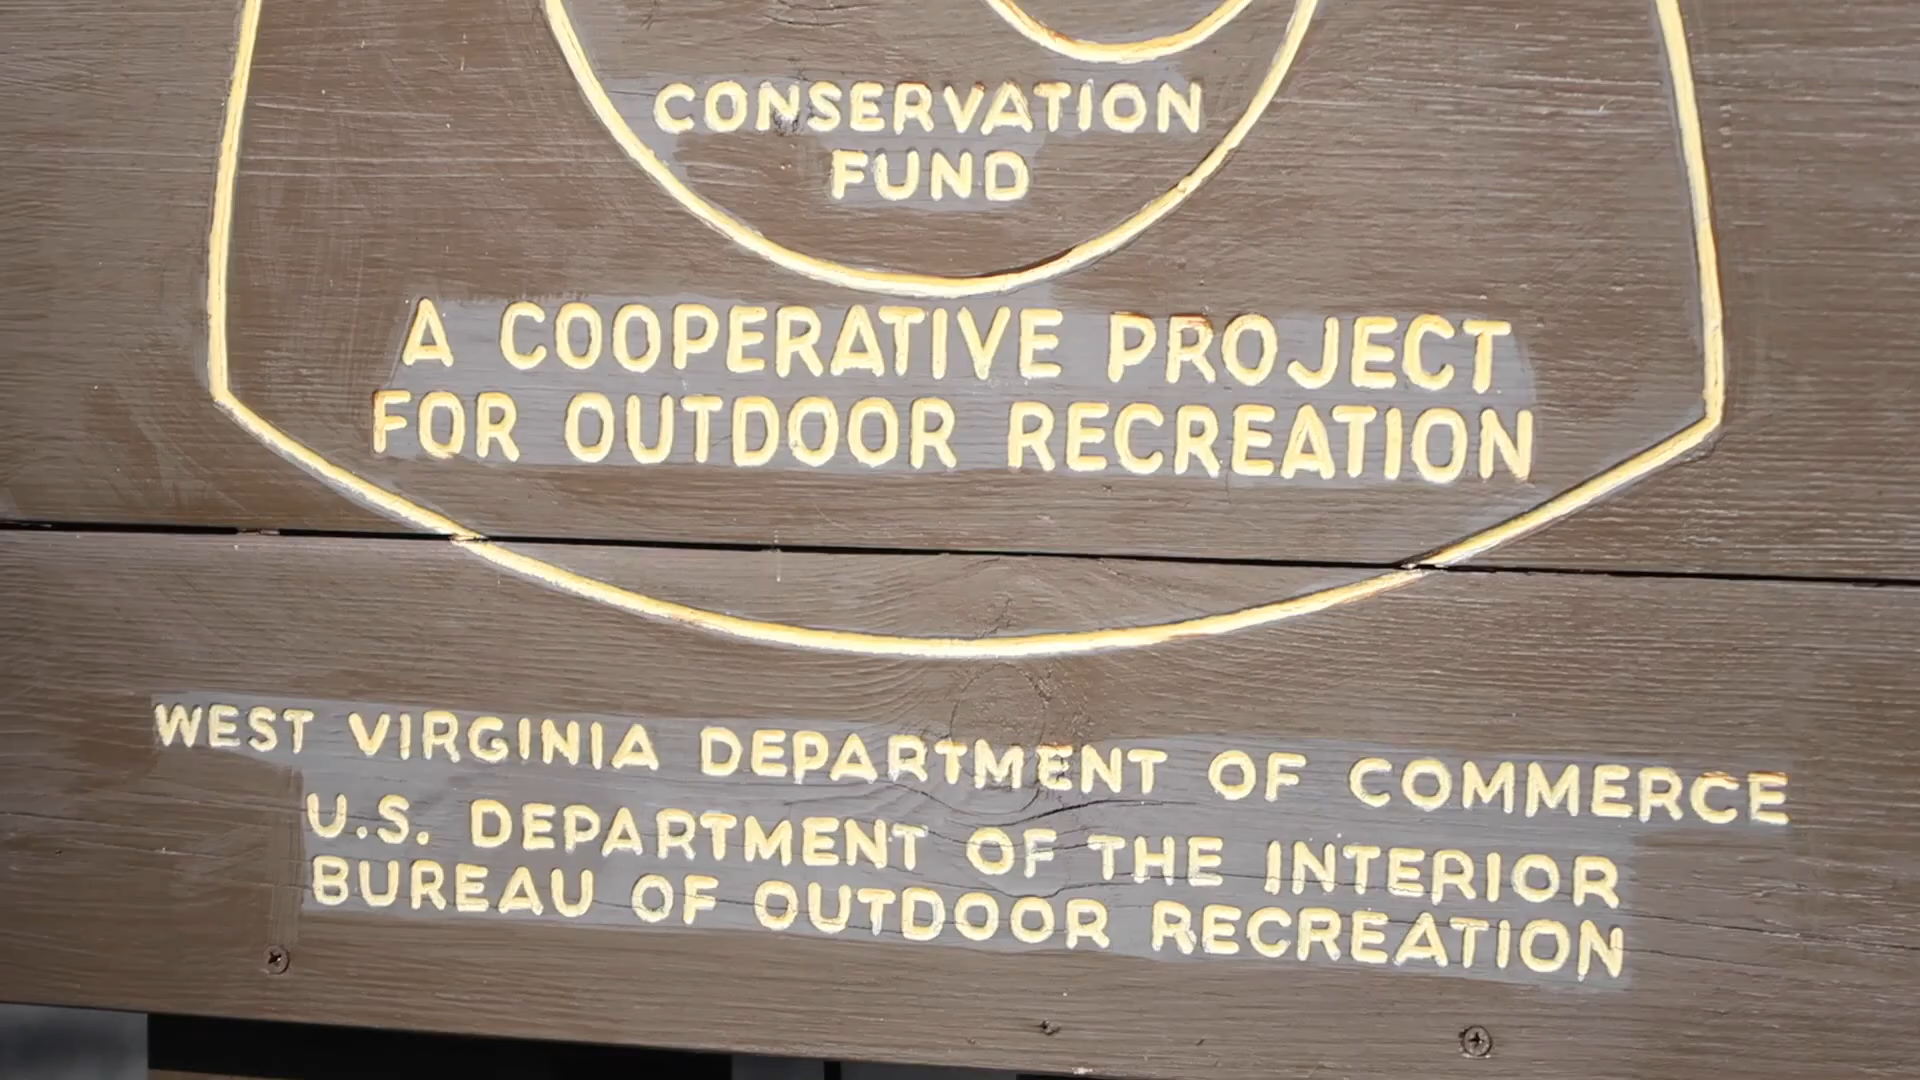 CONSERVATION
FUND
A COOPERATIVE PROJECT
FOR OUTDOOR RECREATION
WEST VIRGINIA DEPARTMENT OF COMMERCE
U.S. DEPARTMENT OF THE INTERIOR
BUREAU OF OUTDOOR RECREATION